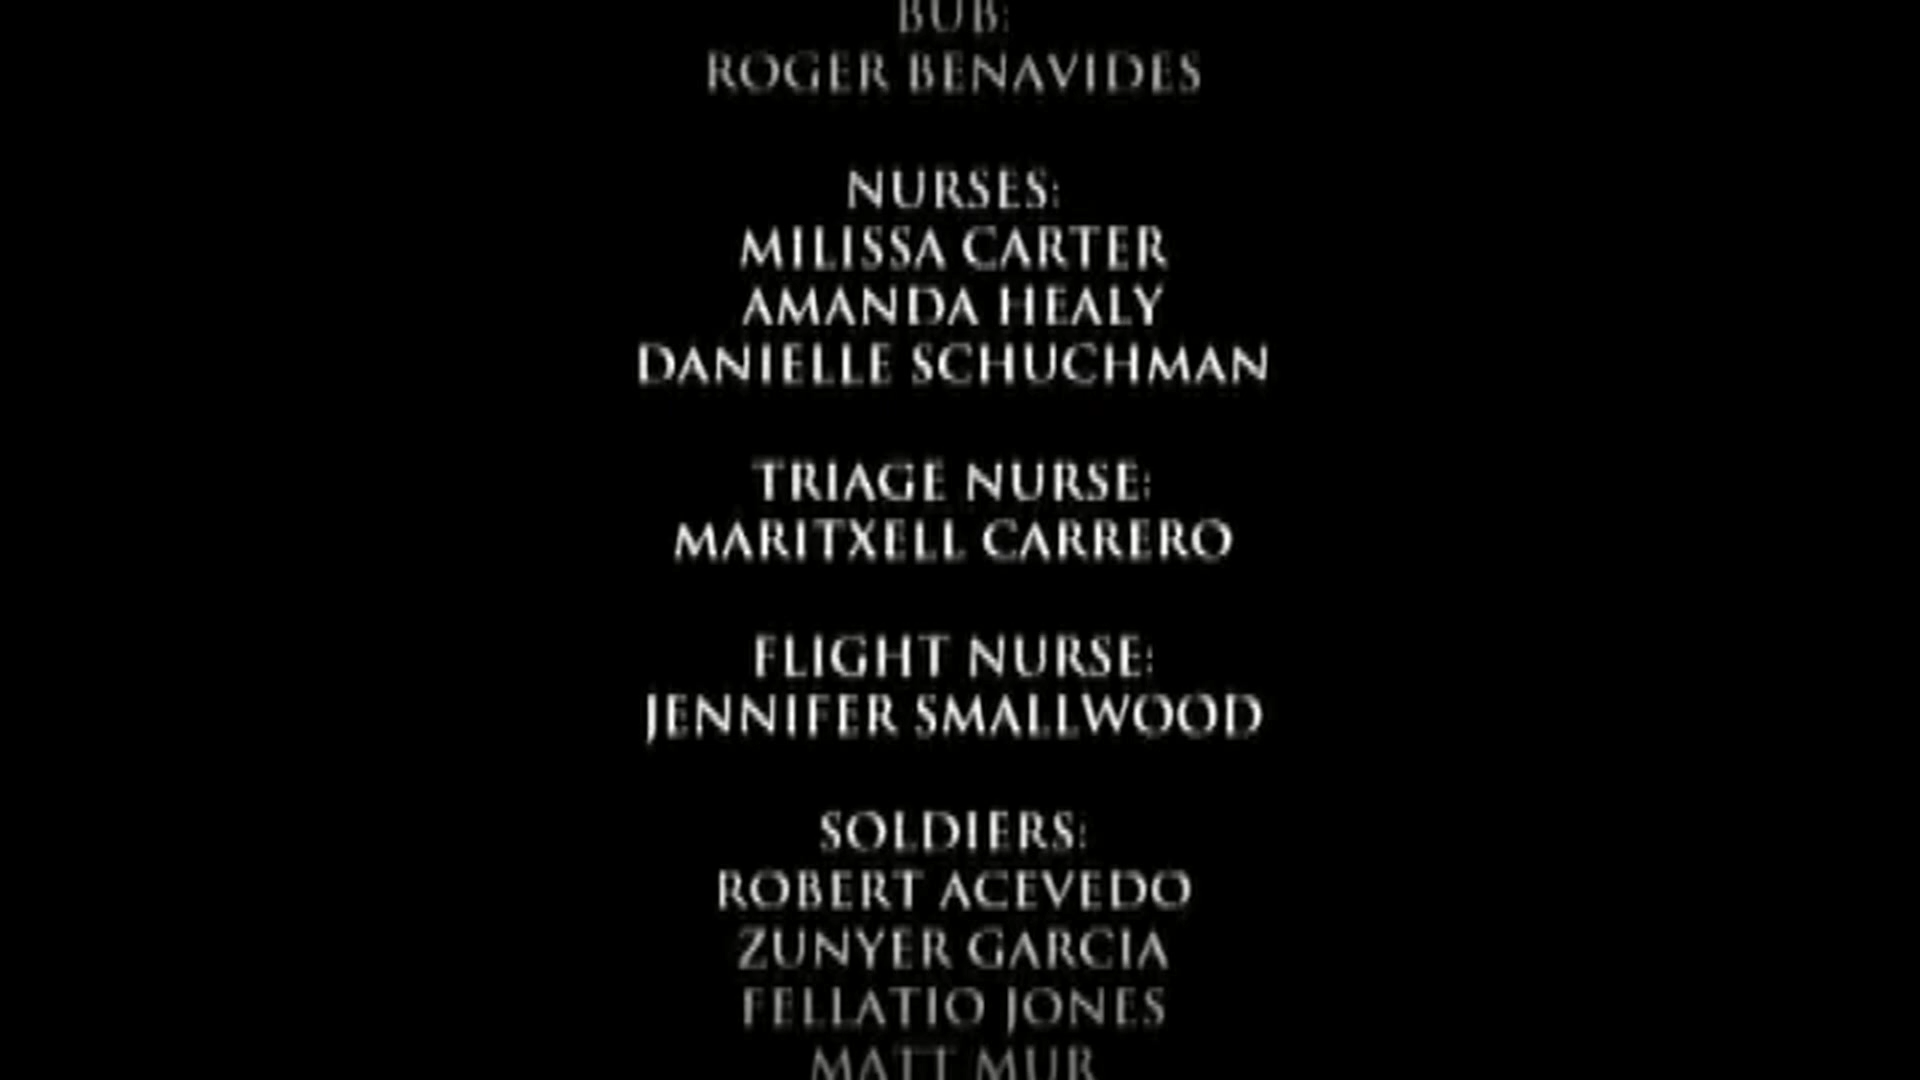 BUB:
ROGER BENAVIDES
NURSES:
MILISSA CARTER
AMANDA HEALY
DANIELLE SCHUCHMAN
TRIAGE NURSE:
MARITXELL CARRERO
FLIGHT NURSE:
JENNIFER SMALLWOOD
SOLDIERS:
ROBERT ACEVEDO
ZUNYER GARCIA
FELLATIO JONES
MATT MUR